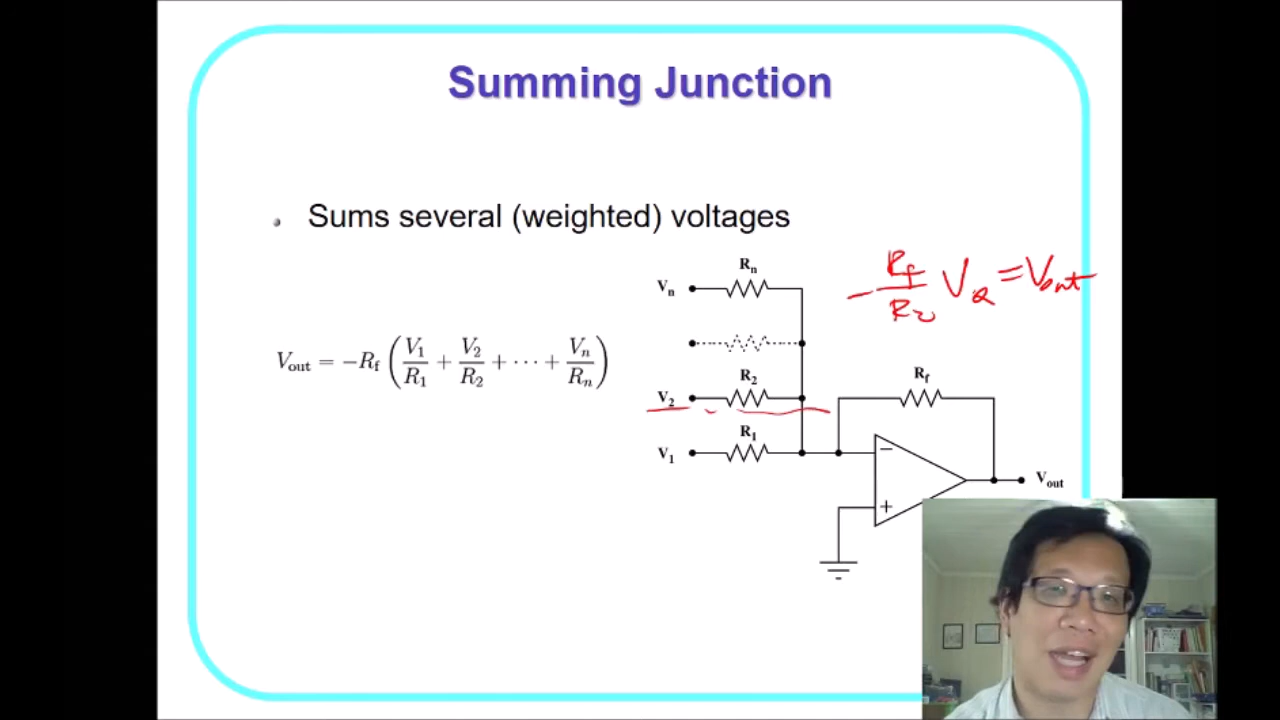 Summing Junction
Sums several (weighted) voltages
Rn
Vn
-Rf/R2 V2 = Vout
Vout = −Rf (V1/R1 + V2/R2 + ⋯ + Vn/Rn)
R2
V2
Rf
R1
V1
−
Vout
+